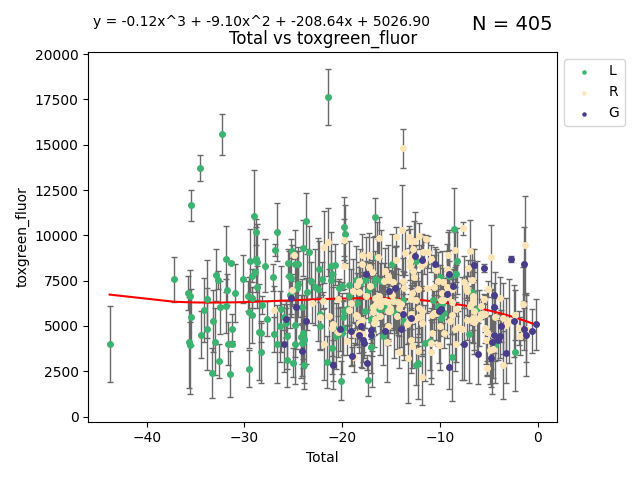 y = -0.12x^3 + -9.10x^2 + -208.64x + 5026.90
N = 405
Total vs toxgreen_fluor
20000
17500
15000
12500
10000
7500
5000
2500
0
toxgreen_fluor
−40 −30 −20 −10 0
Total
L
R
G